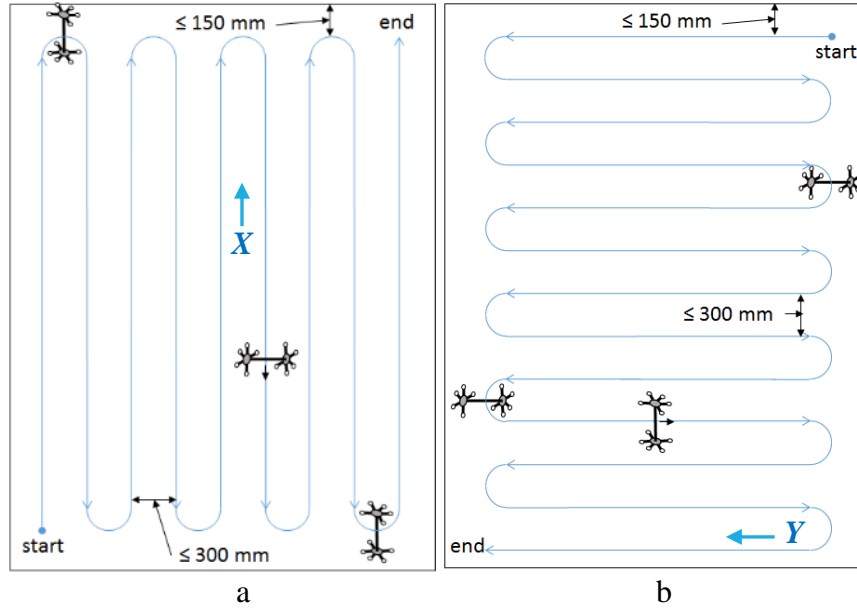 ≤ 150 mm
end
X
start
≤ 300 mm
a
≤ 150 mm
start
≤ 300 mm
end
Y
b